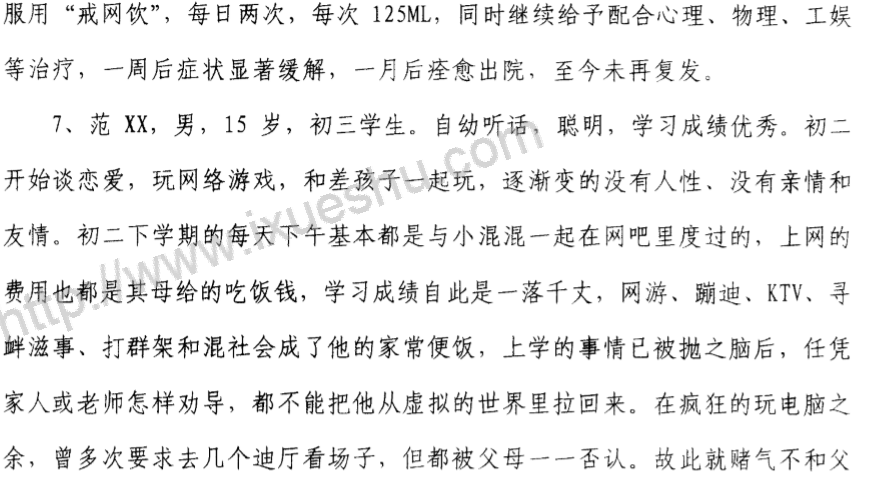 服用“戒网饮”，每日两次，每次 125ML，同时继续给予配合心理、物理、工娱
等治疗，一周后症状显著缓解，一月后痊愈出院，至今未再复发。
7、范 XX，男，15 岁，初三学生。自幼听话，聪明，学习成绩优秀。初二
开始谈恋爱，玩网络游戏，和差孩子一起玩，逐渐变的没有人性、没有亲情和
友情。初二下学期的每天下午基本都是与小混混一起在网吧里度过的，上网的
费用也都是其母给的吃饭钱，学习成绩自此是一落千丈，网游、蹦迪、KTV、寻
衅滋事、打群架和混社会成了他的家常便饭，上学的事情已被抛之脑后，任凭
家人或老师怎样劝导，都不能把他从虚拟的世界里拉回来。在疯狂的玩电脑之
余，曾多次要求去几个迪厅看场子，但都被父母一一否认。故此就赌气不和父
http://www.ixueshu.com